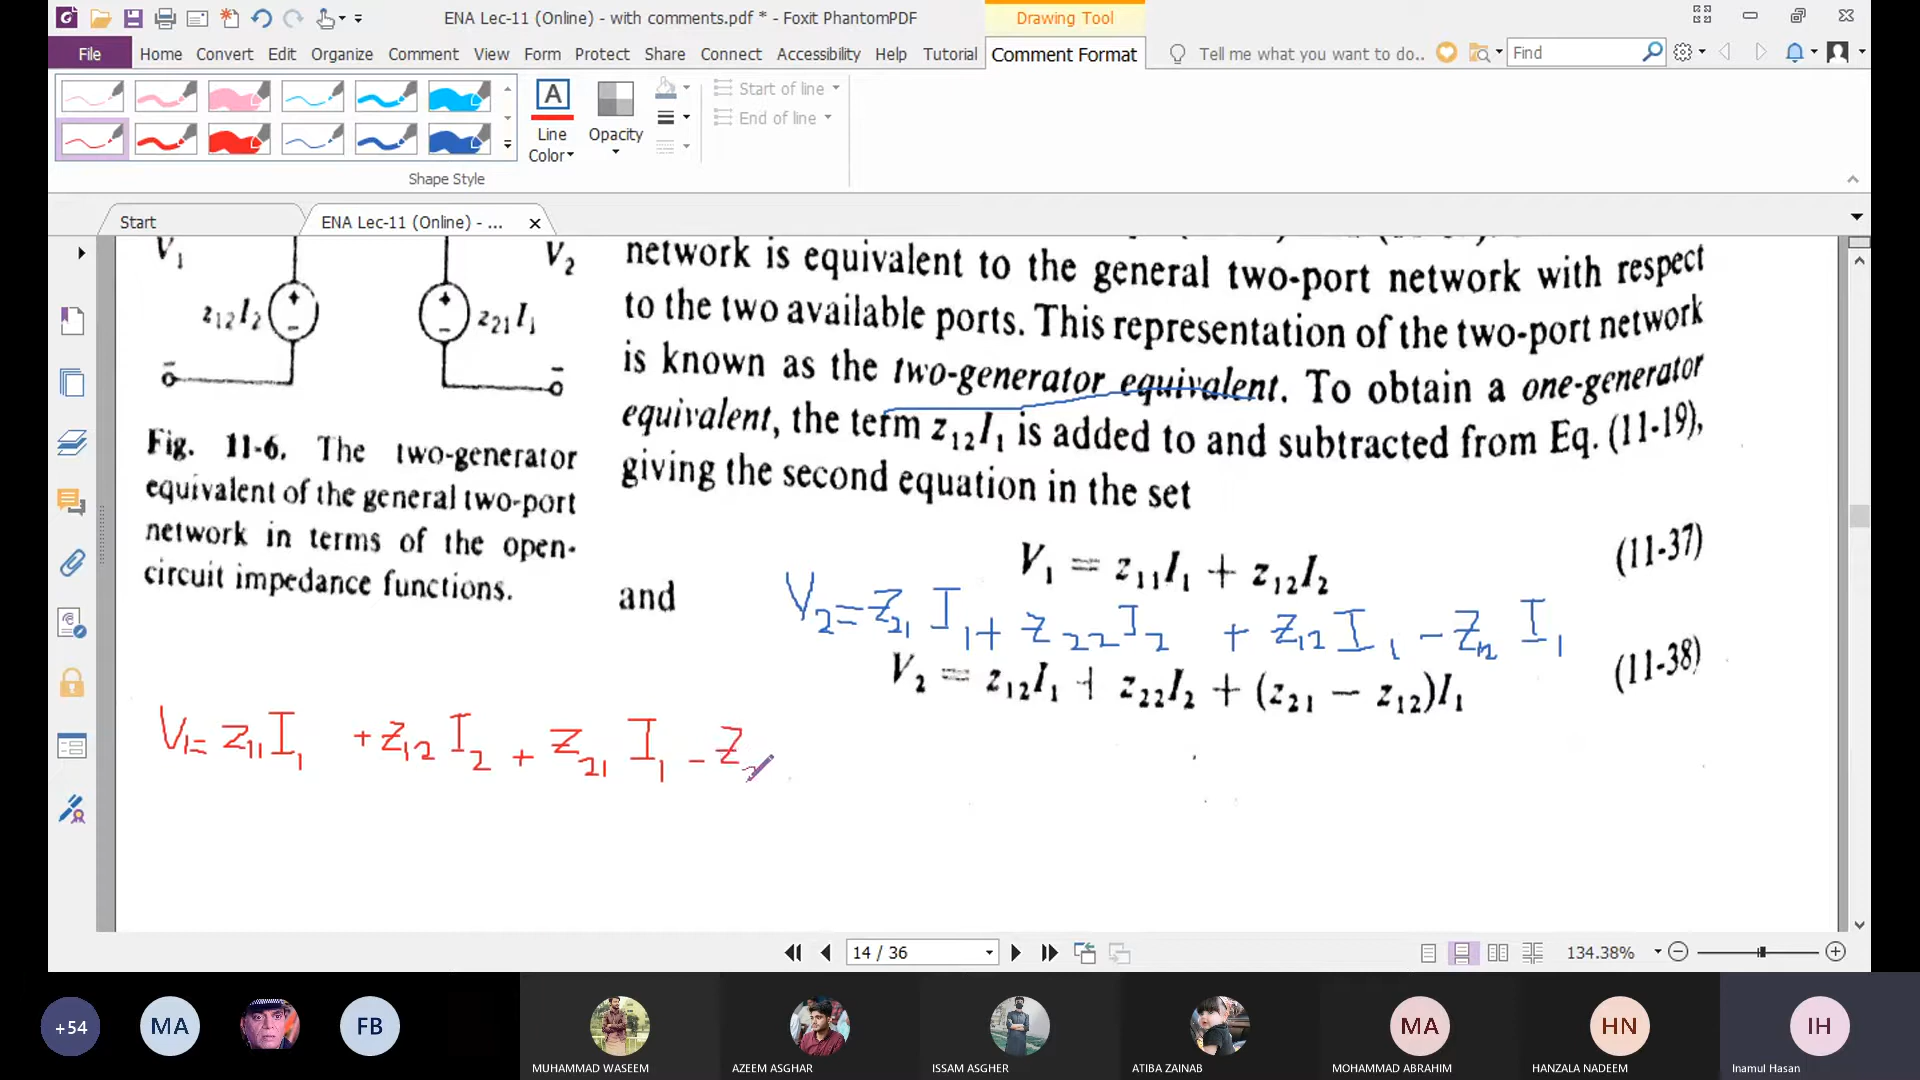 ENA Lec-11 (Online) - with comments.pdf * - Foxit PhantomPDF
Drawing Tool
File Home Convert Edit Organize Comment View Form Protect Share Connect Accessibility Help Tutorial Comment Format Tell me what you want to do.. Find
A
Line Color
Opacity
Start of line
End of line
Shape Style
Start
ENA Lec-11 (Online) - ...
V₁
V₂
z₁₂I₂
+
-
+
-
z₂₁I₁
-
-
Fig. 11-6. The two-generator
equivalent of the general two-port
network in terms of the open-
circuit impedance functions.
network is equivalent to the general two-port network with respect
to the two available ports. This representation of the two-port network
is known as the two-generator equivalent. To obtain a one-generator
equivalent, the term z₁₂I₁ is added to and subtracted from Eq. (11-19),
giving the second equation in the set
V₁ = z₁₁I₁ + z₁₂I₂ (11-37)
and
V₂ = Z₂₁ I₁ + Z₂₂ I₂ + Z₁₂ I₁ - Z₁₂ I₁
V₂ = z₁₂I₁ + z₂₂I₂ + (z₂₁ − z₁₂)I₁ (11-38)
V₁ = Z₁₁ I₁ + Z₁₂ I₂ + Z₂₁ I₁ - Z
14 / 36
134.38%
+54
MA
FB
MUHAMMAD WASEEM
AZEEM ASGHAR
ISSAM ASGHER
ATIBA ZAINAB
MA
MOHAMMAD ABRAHIM
HN
HANZALA NADEEM
IH
Inamul Hasan